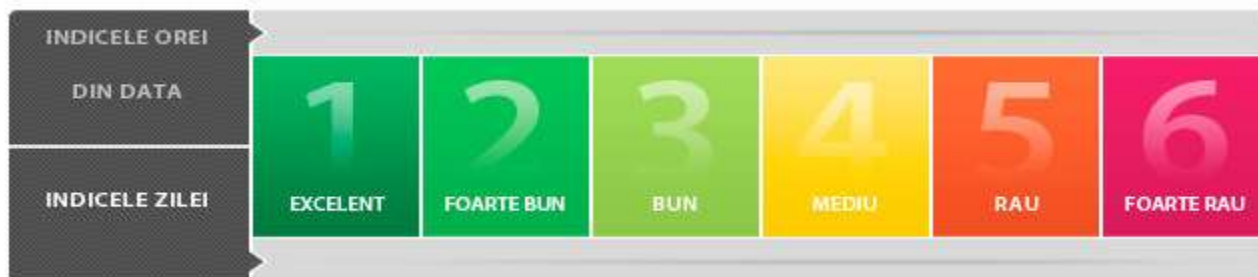 INDICELE OREI
DIN DATA
INDICELE ZILEI
1
EXCELENT
2
FOARTE BUN
3
BUN
4
MEDIU
5
RAU
6
FOARTE RAU